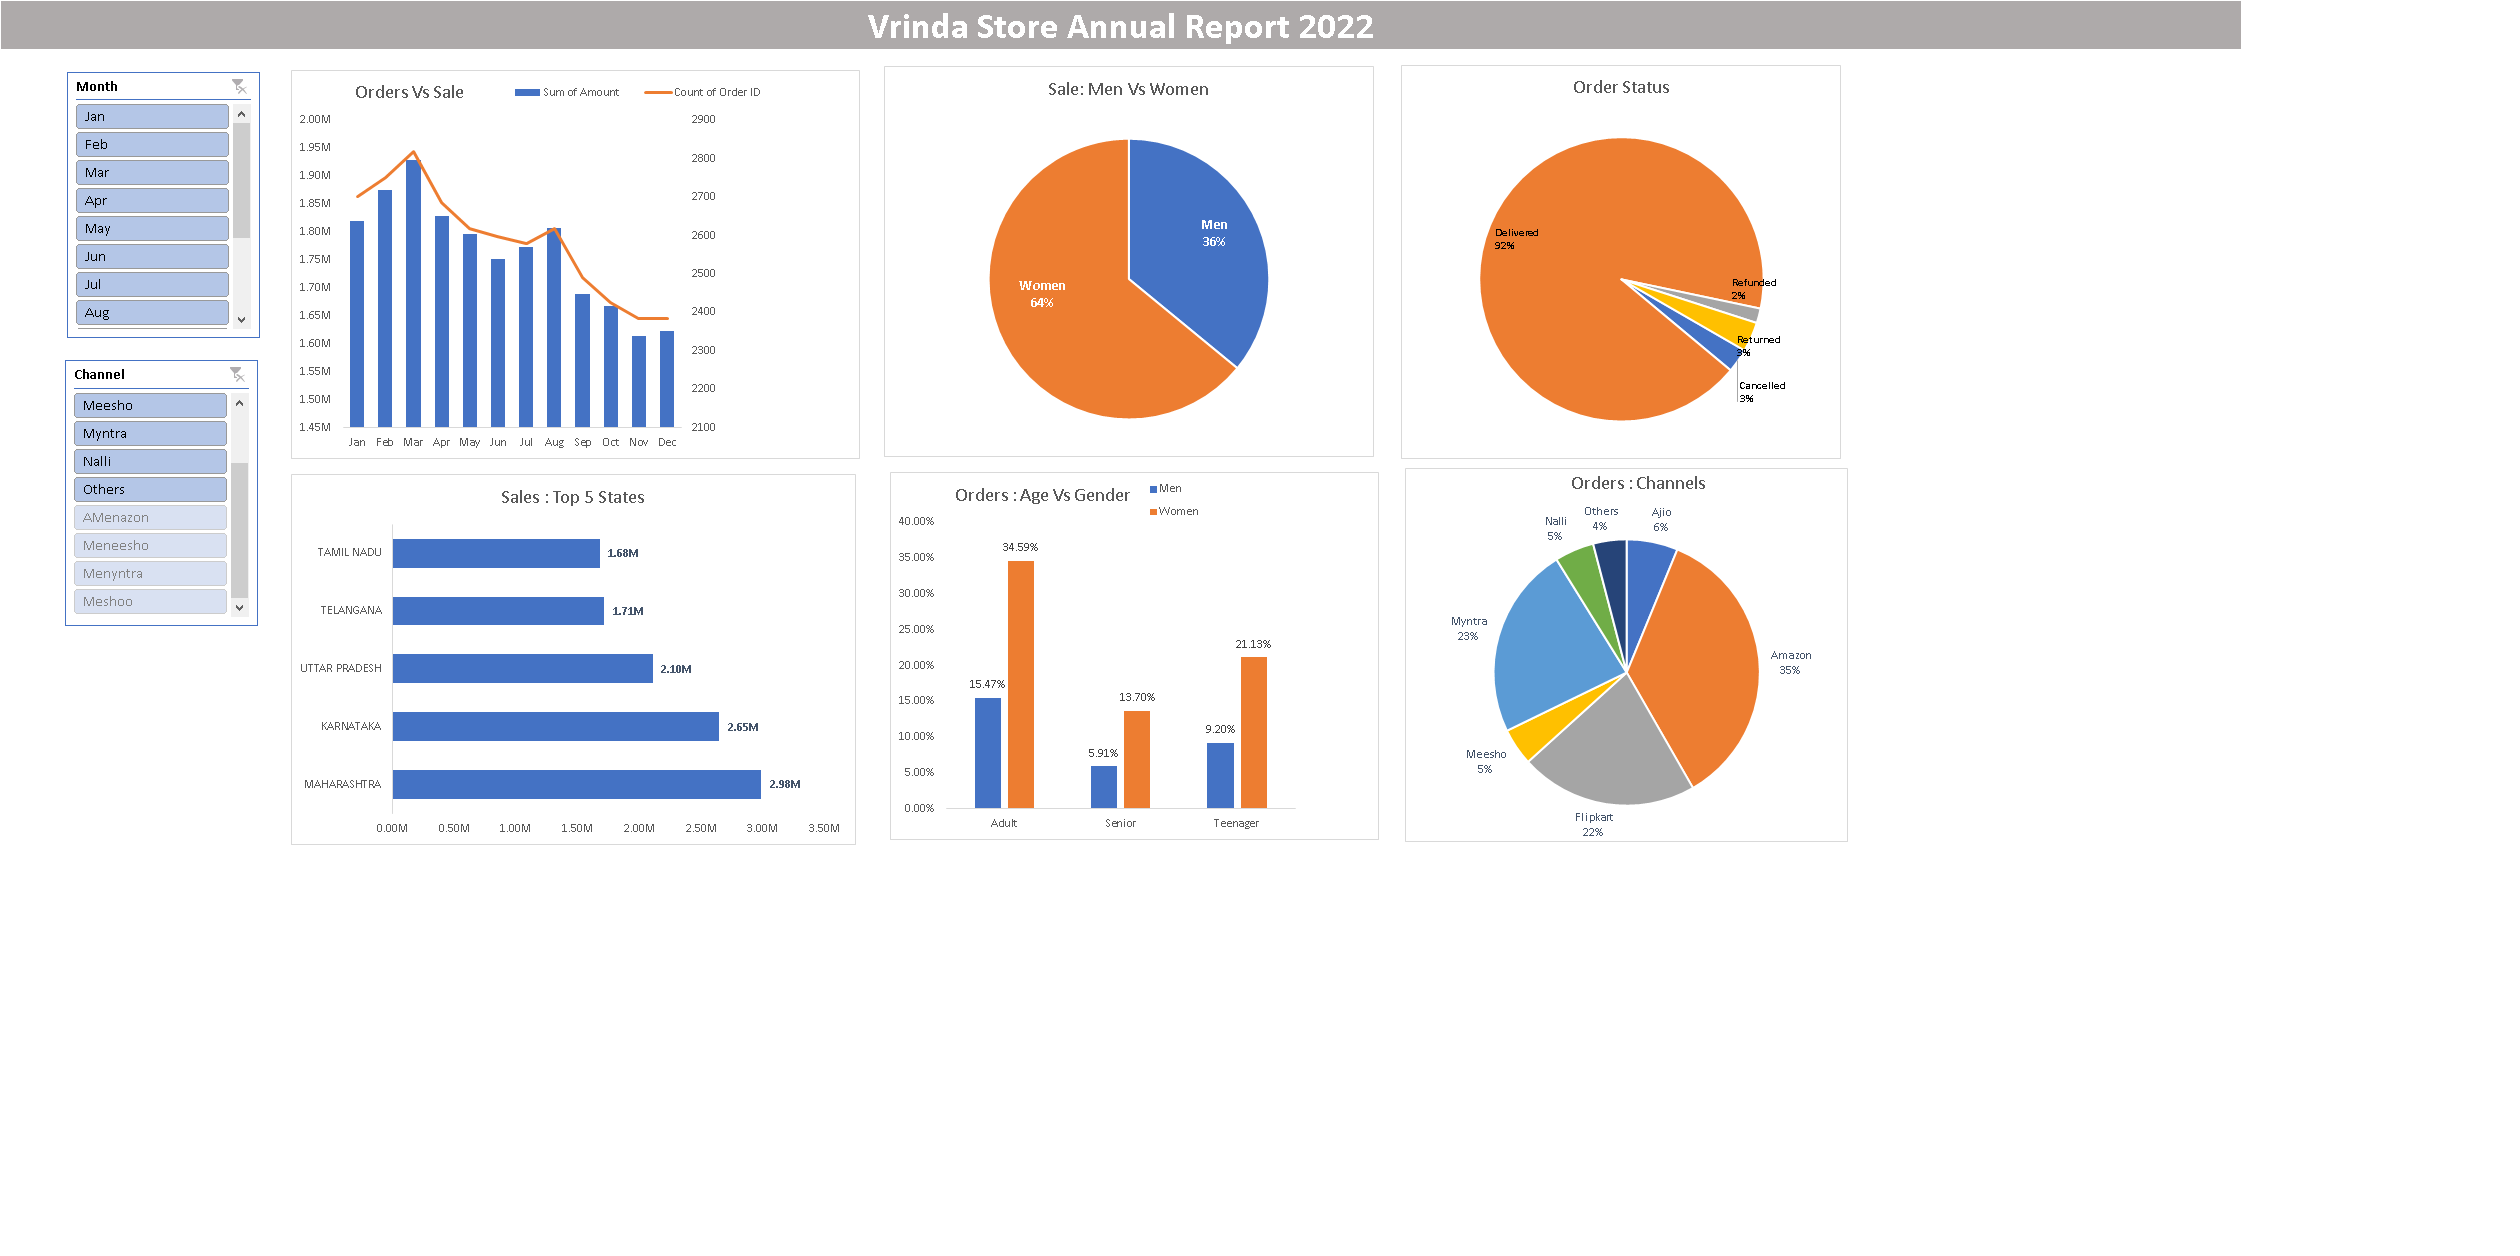 Vrinda Store Annual Report 2022
Month
Jan
Feb
Mar
Apr
May
Jun
Jul
Aug
Channel
Meesho
Myntra
Nalli
Others
AMenazon
Meneesho
Menyntra
Meshoo
Orders Vs Sale
Sum of Amount
Count of Order ID
2.00M
1.95M
1.90M
1.85M
1.80M
1.75M
1.70M
1.65M
1.60M
1.55M
1.50M
1.45M
2900
2800
2700
2600
2500
2400
2300
2200
2100
Jan Feb Mar Apr May Jun Jul Aug Sep Oct Nov Dec
Sale: Men Vs Women
Men
36%
Women
64%
Order Status
Delivered
92%
Refunded
2%
Returned
3%
Cancelled
3%
Sales : Top 5 States
TAMIL NADU 1.68M
TELANGANA 1.71M
UTTAR PRADESH 2.10M
KARNATAKA 2.65M
MAHARASHTRA 2.98M
0.00M 0.50M 1.00M 1.50M 2.00M 2.50M 3.00M 3.50M
Orders : Age Vs Gender
Men
Women
40.00%
35.00%
30.00%
25.00%
20.00%
15.00%
10.00%
5.00%
0.00%
15.47%
34.59%
5.91%
13.70%
9.20%
21.13%
Adult Senior Teenager
Orders : Channels
Others
4%
Ajio
6%
Nalli
5%
Myntra
23%
Amazon
35%
Meesho
5%
Flipkart
22%